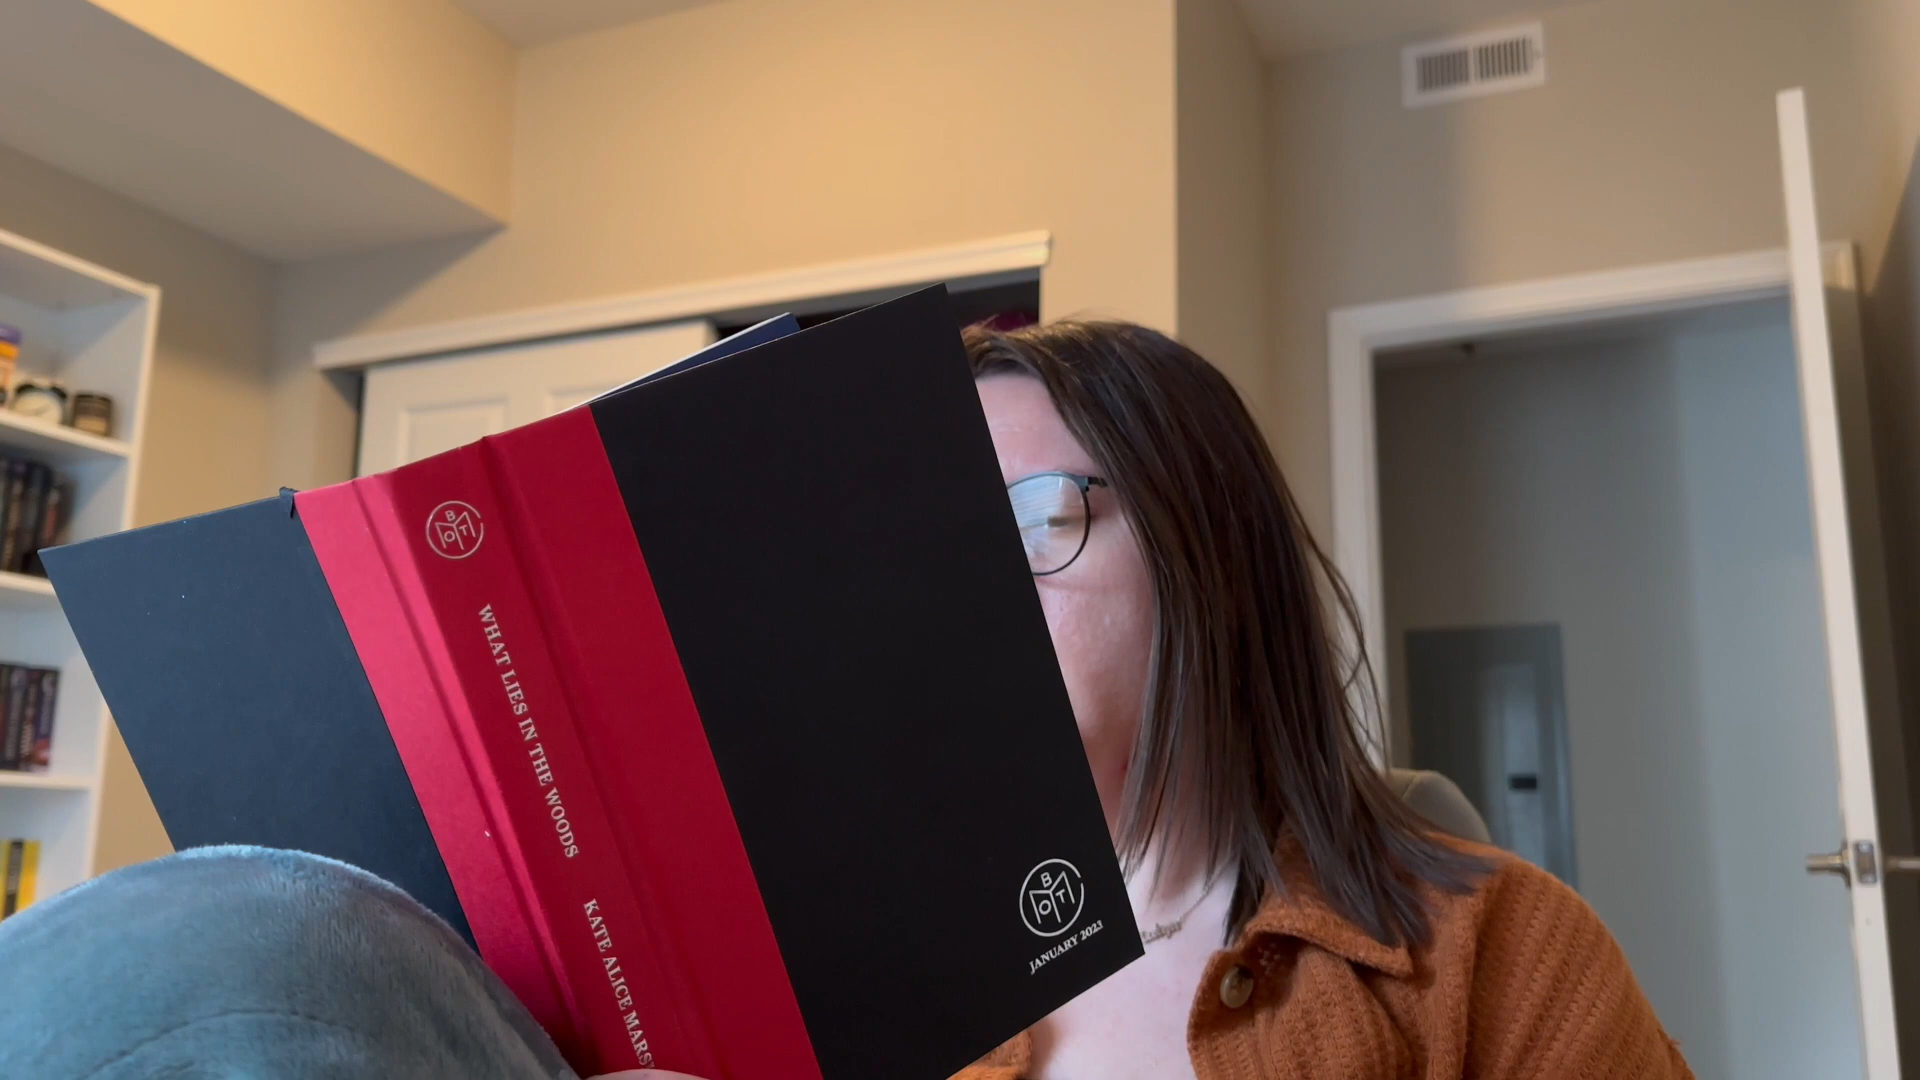 BOTM
WHAT LIES IN THE WOODS
KATE ALICE MARS
BOTM
JANUARY 2023